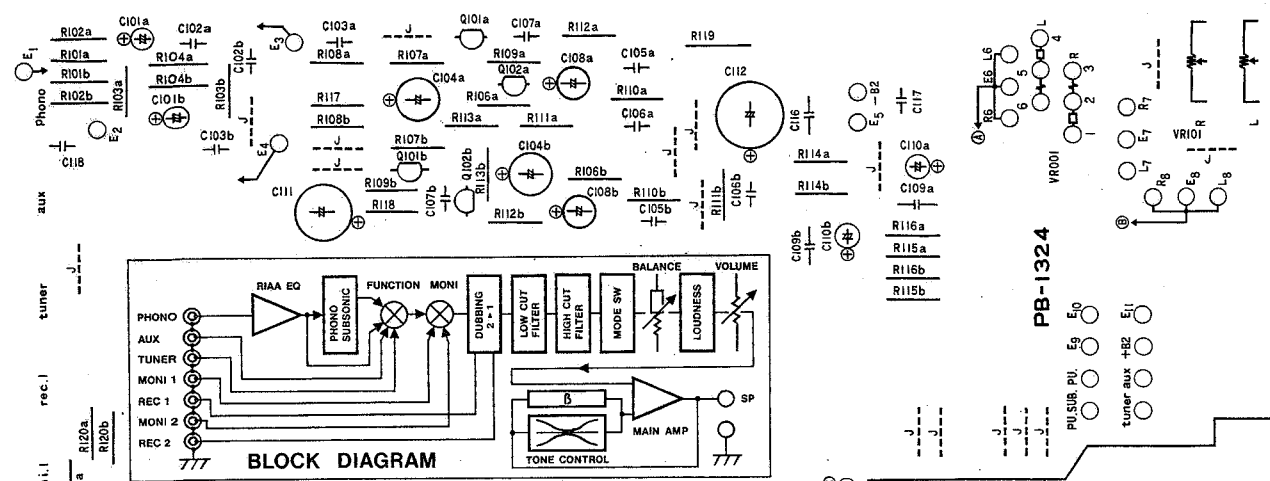 R102a
C101a
C102a
R101a
R104a
R101b
R104b
R102b
R103a
C101b
R103b
C102b
E1
Phono
E2
C118
C103b
J
E3
E4
C103a
J
R108a
R107a
Q101a
C107a
R112a
R109a
Q102a
C108a
C105a
R119
C104a
R106a
R110a
R117
R108b
R113a
R111a
C106a
J
J
R107b
Q101b
Q102b
R113b
C104b
R106b
C108b
C111
R109b
R118
C107b
R112b
R110b
C105b
J
J
R111b
C106b
C112
C116
E5
-B2
C117
R114a
R114b
J
C110a
C109a
C109b
C110b
R116a
R115a
R116b
R115b
A
L6
E6
R6
L
4
5
6
R
3
2
1
VR001
J
R7
E7
L7
VR101
R
L
J
R8
E8
L8
B
PB-1324
E10
E9
PU.
PU.SUB.
E11
+B2
aux
tuner
J
J
J
J
J
aux
tuner
J
rec.1
R120a
R120b
a
PHONO
AUX
TUNER
MONI 1
REC 1
MONI 2
REC 2
RIAA EQ
PHONO SUBSONIC
FUNCTION
MONI
DUBBING 2▸1
LOW CUT FILTER
HIGH CUT FILTER
MODE SW
BALANCE
LOUDNESS
VOLUME
β
MAIN AMP
SP
TONE CONTROL
BLOCK DIAGRAM